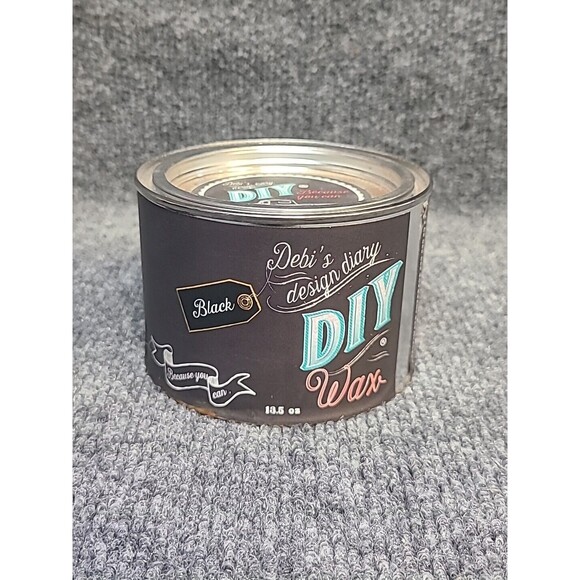 DIY
®
Because
you can
Debi's
design diary
DIY
®
Wax
Black
Because you
can.
13.5 oz